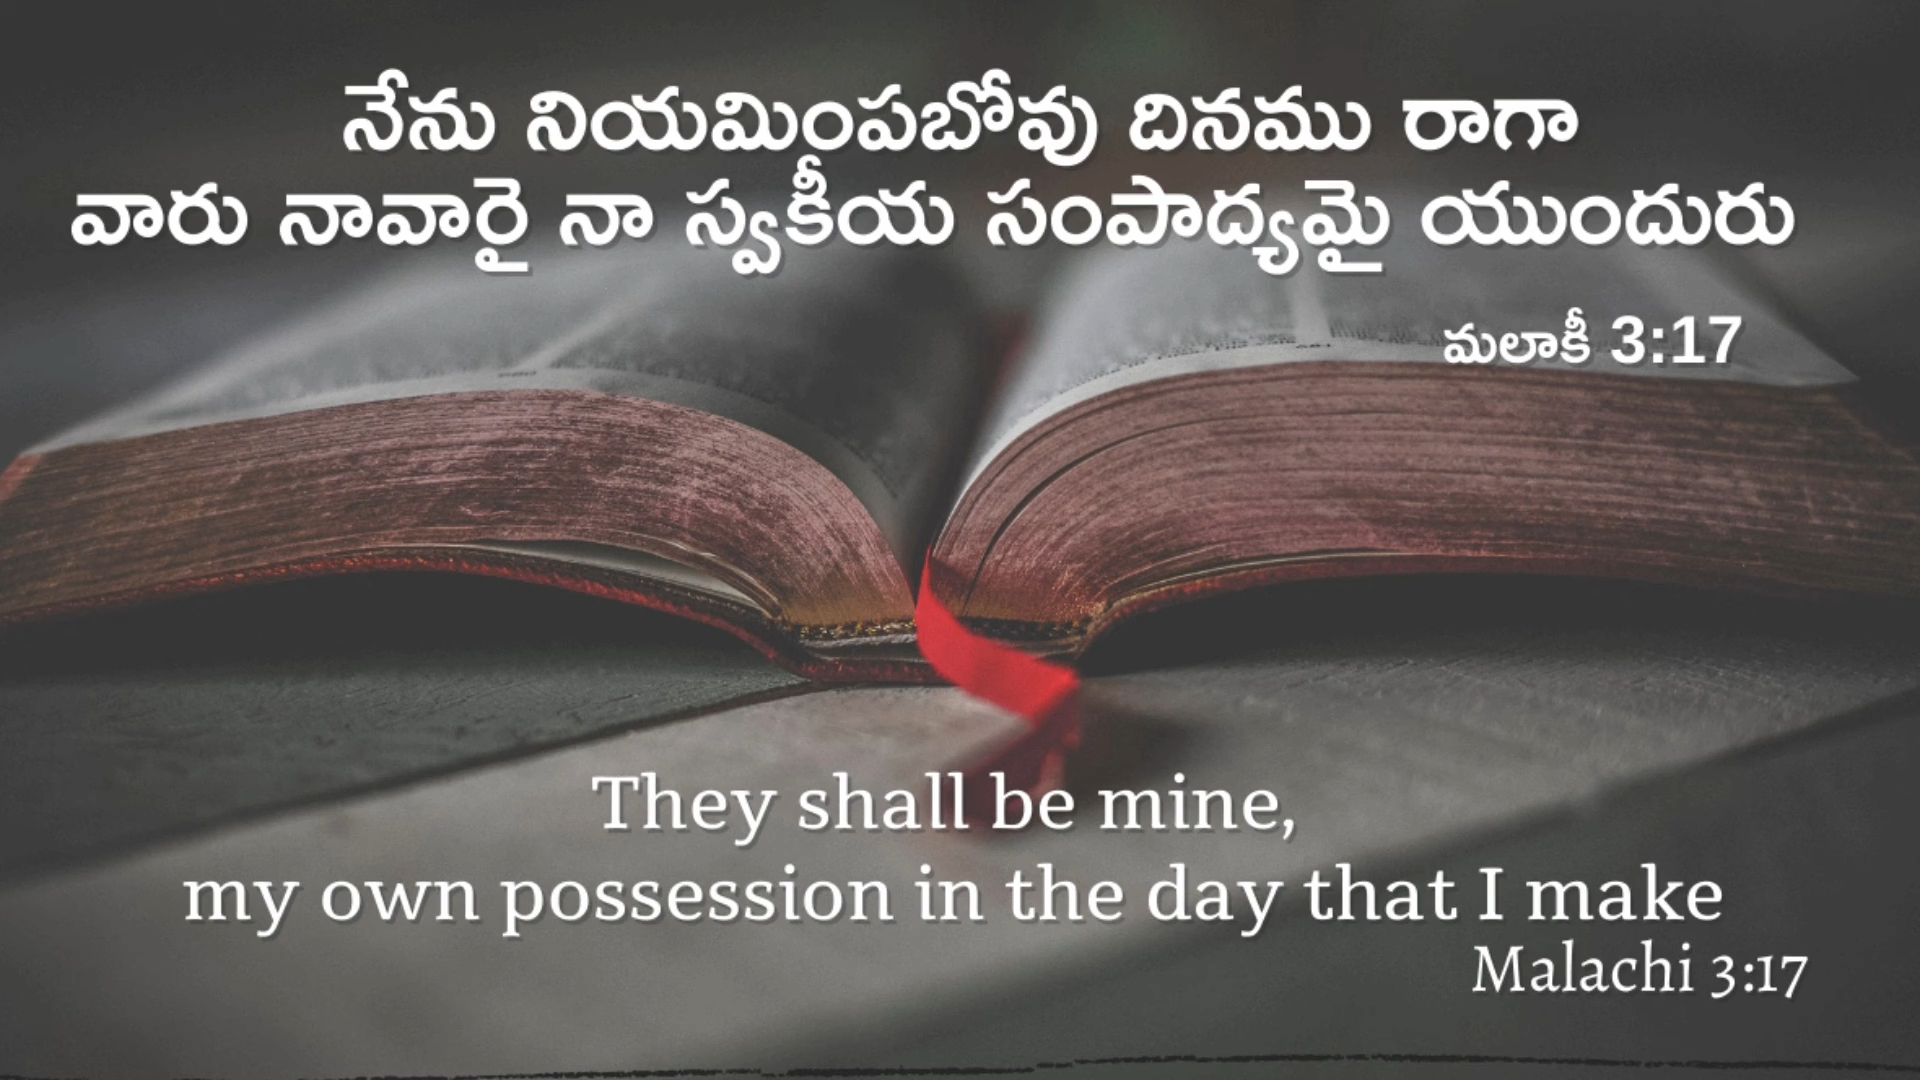 నేను నియమింపబోవు దినము రాగా
వారు నావారై నా స్వకీయ సంపాద్యమై యుందురు
మలాకీ 3:17
They shall be mine,
my own possession in the day that I make
Malachi 3:17